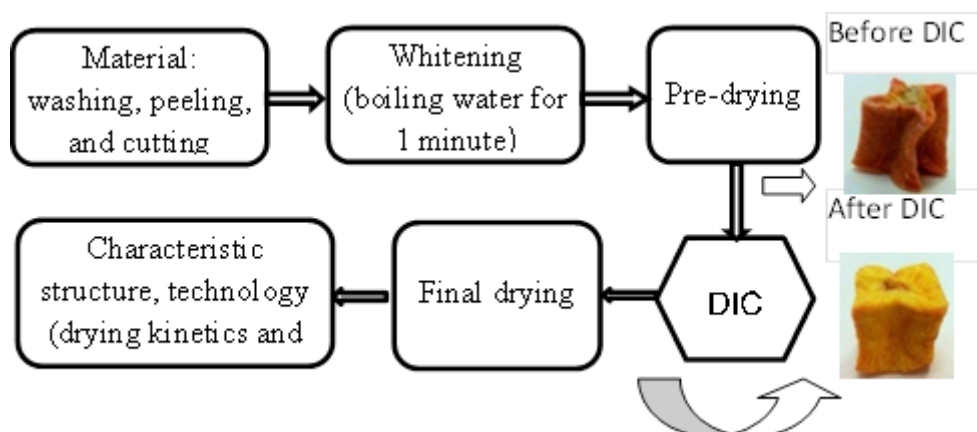 Material:
washing, peeling,
and cutting
Whitening
(boiling water for
1 minute)
Pre-drying
Before DIC
After DIC
DIC
Final drying
Characteristic
structure, technology
(drying kinetics and